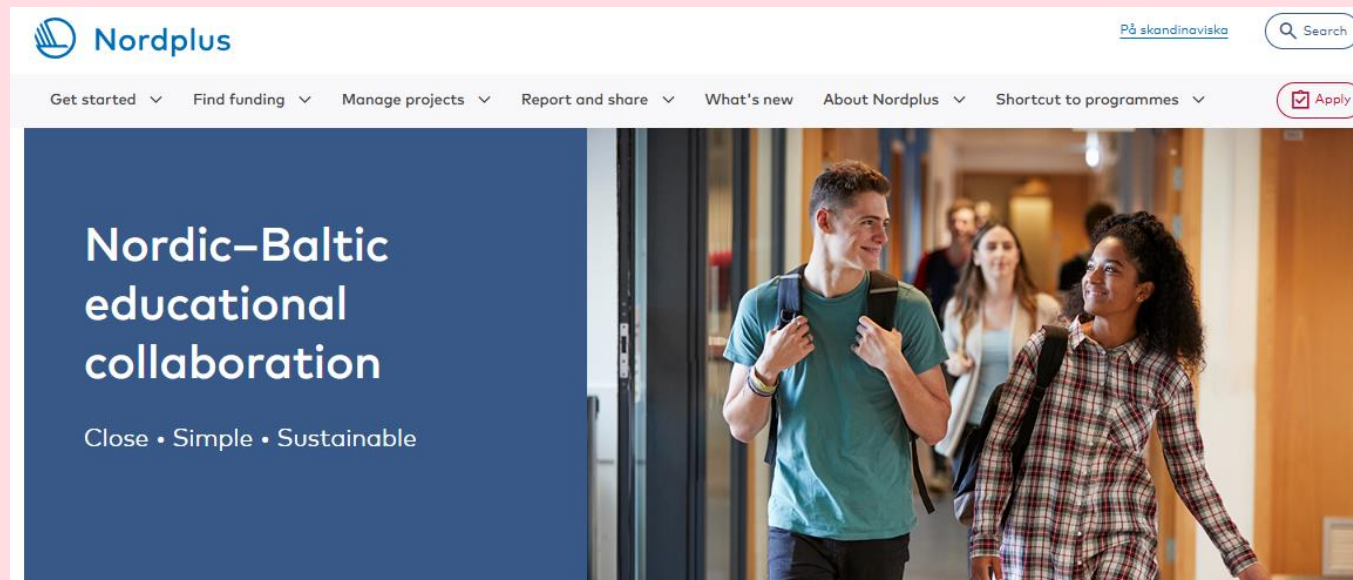 Nordplus
På skandinaviska
Search
Get started
Find funding
Manage projects
Report and share
What's new
About Nordplus
Shortcut to programmes
Apply
Nordic–Baltic
educational
collaboration
Close • Simple • Sustainable